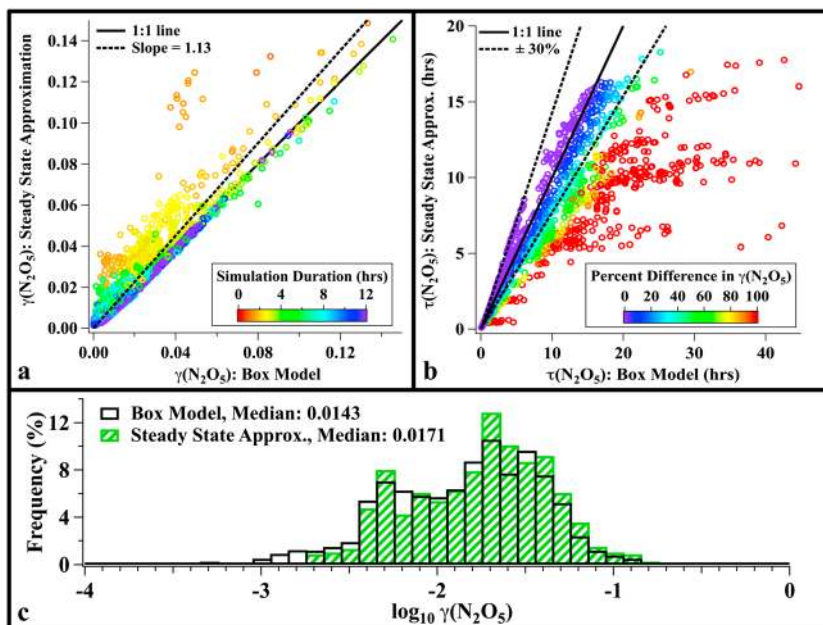 0.14
0.12
0.10
0.08
0.06
0.04
0.02
0.00
γ(N₂O₅): Steady State Approximation
1:1 line
Slope = 1.13
Simulation Duration (hrs)
0 4 8 12
0.00 0.04 0.08 0.12
γ(N₂O₅): Box Model
a
20
15
10
5
0
τ(N₂O₅): Steady State Approx. (hrs)
1:1 line
± 30%
Percent Difference in γ(N₂O₅)
0 20 40 60 80 100
0 10 20 30 40
τ(N₂O₅): Box Model (hrs)
b
12
8
4
0
Frequency (%)
Box Model, Median: 0.0143
Steady State Approx., Median: 0.0171
-4 -3 -2 -1 0
log₁₀ γ(N₂O₅)
c